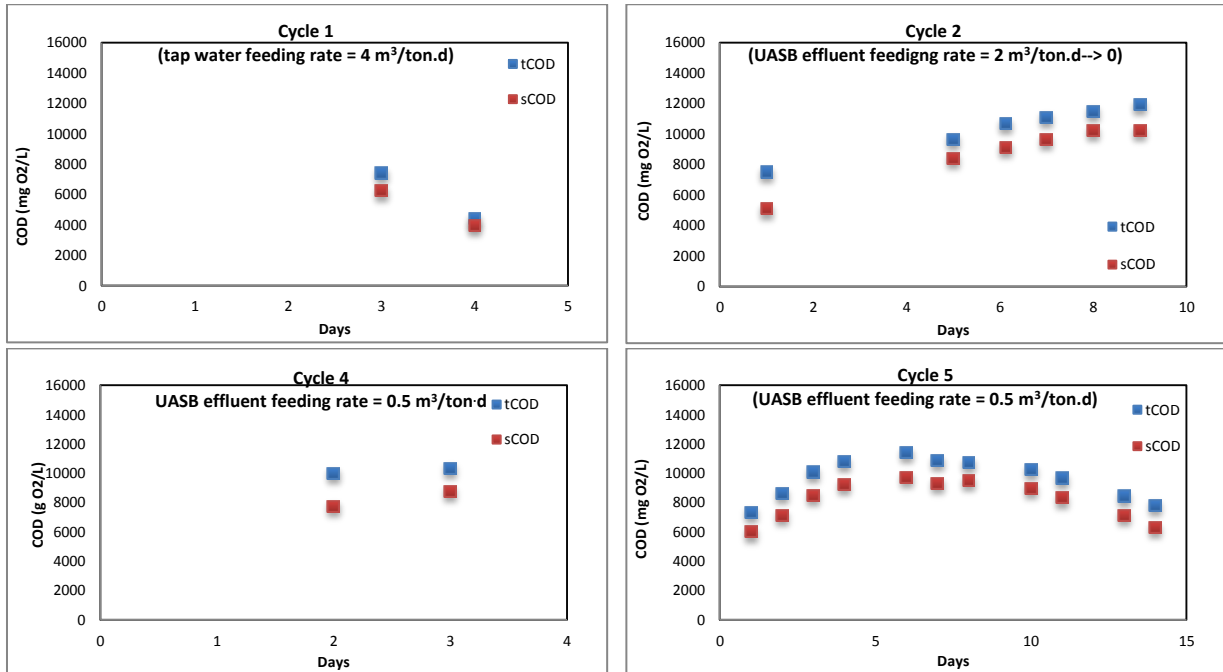 Cycle 1
(tap water feeding rate = 4 m³/ton.d)
16000
14000
12000
10000
8000
6000
4000
2000
0
COD (mg O2/L)
tCOD
sCOD
0 1 2 3 4 5
Days
Cycle 2
(UASB effluent feedigng rate = 2 m³/ton.d--> 0)
16000
14000
12000
10000
8000
6000
4000
2000
0
COD (mg O2/L)
tCOD
sCOD
0 2 4 6 8 10
Days
Cycle 4
UASB effluent feeding rate = 0.5 m³/ton·d
16000
14000
12000
10000
8000
6000
4000
2000
0
COD (g O2/L)
tCOD
sCOD
0 1 2 3 4
Days
Cycle 5
(UASB effluent feeding rate = 0.5 m³/ton.d)
16000
14000
12000
10000
8000
6000
4000
2000
0
COD (mg O2/L)
tCOD
sCOD
0 5 10 15
Days